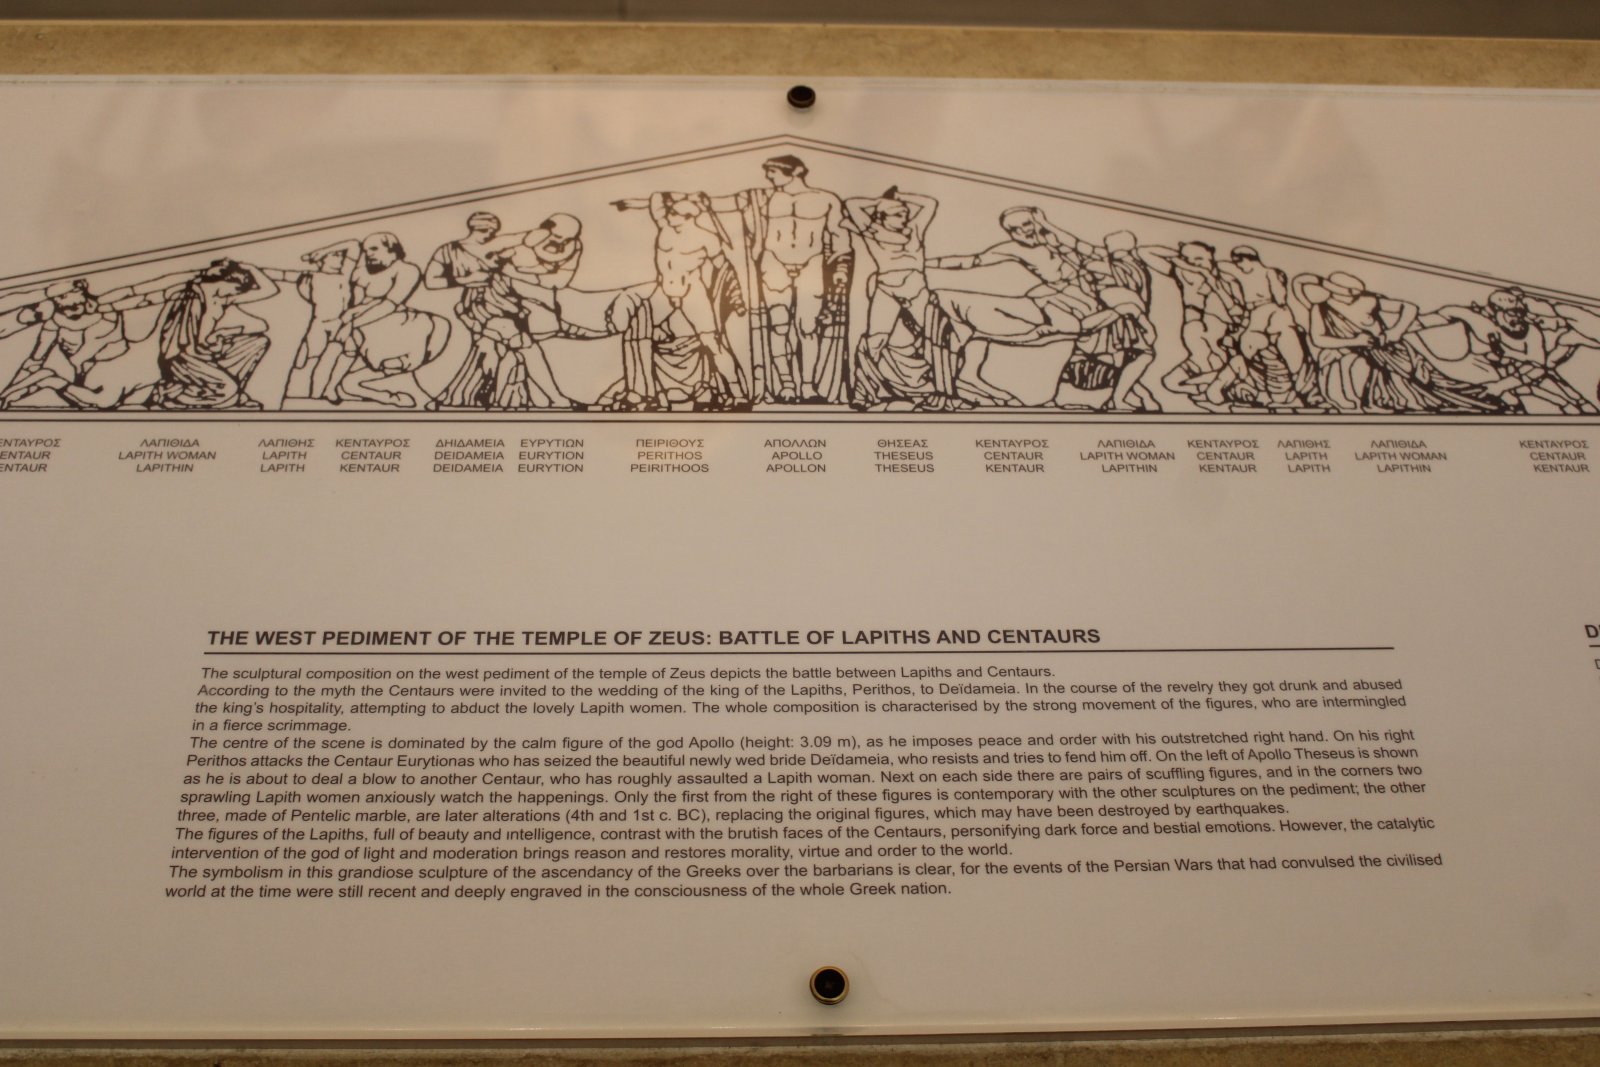 ΛΑΠΙΘΙΔΑ ΛΑΠΙΘΗΣ ΚΕΝΤΑΥΡΟΣ ΔΗΙΔΑΜΕΙΑ ΕΥΡΥΤΙΩΝ ΠΕΙΡΙΘΟΥΣ ΑΠΟΛΛΩΝ ΘΗΣΕΑΣ ΚΕΝΤΑΥΡΟΣ ΛΑΠΙΘΙΔΑ ΚΕΝΤΑΥΡΟΣ ΛΑΠΙΘΗΣ ΛΑΠΙΘΙΔΑ ΚΕΝΤΑΥΡΟΣ
LAPITH WOMAN LAPITH CENTAUR DEIDAMEIA EURYTION PERITHOS APOLLO THESEUS CENTAUR LAPITH WOMAN CENTAUR LAPITH LAPITH WOMAN CENTAUR
LAPITHIN LAPITH KENTAUR DEIDAMEIA EURYTION PEIRITHOOS APOLLON THESEUS KENTAUR LAPITHIN KENTAUR LAPITH LAPITHIN KENTAUR
THE WEST PEDIMENT OF THE TEMPLE OF ZEUS: BATTLE OF LAPITHS AND CENTAURS
The sculptural composition on the west pediment of the temple of Zeus depicts the battle between Lapiths and Centaurs.
According to the myth the Centaurs were invited to the wedding of the king of the Lapiths, Perithos, to Deïdameia. In the course of the revelry they got drunk and abused
the king's hospitality, attempting to abduct the lovely Lapith women. The whole composition is characterised by the strong movement of the figures, who are intermingled
in a fierce scrimmage.
The centre of the scene is dominated by the calm figure of the god Apollo (height: 3.09 m), as he imposes peace and order with his outstretched right hand. On his right
Perithos attacks the Centaur Eurytionas who has seized the beautiful newly wed bride Deïdameia, who resists and tries to fend him off. On the left of Apollo Theseus is shown
as he is about to deal a blow to another Centaur, who has roughly assaulted a Lapith woman. Next on each side there are pairs of scuffling figures, and in the corners two
sprawling Lapith women anxiously watch the happenings. Only the first from the right of these figures is contemporary with the other sculptures on the pediment; the other
three, made of Pentelic marble, are later alterations (4th and 1st c. BC), replacing the original figures, which may have been destroyed by earthquakes.
The figures of the Lapiths, full of beauty and intelligence, contrast with the brutish faces of the Centaurs, personifying dark force and bestial emotions. However, the catalytic
intervention of the god of light and moderation brings reason and restores morality, virtue and order to the world.
The symbolism in this grandiose sculpture of the ascendancy of the Greeks over the barbarians is clear, for the events of the Persian Wars that had convulsed the civilised
world at the time were still recent and deeply engraved in the consciousness of the whole Greek nation.